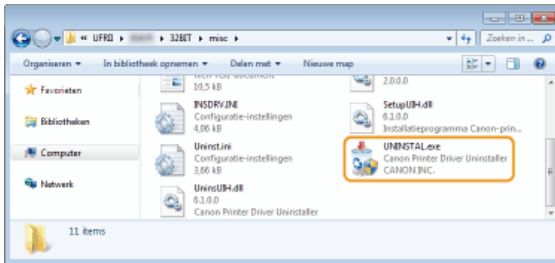 « UFRII ▸ ▸ 32BIT ▸ misc ▸
Zoeken in ...
Organiseren ▾ In bibliotheek opnemen ▾ Delen met ▾ Nieuwe map
Favorieten
Bibliotheken
Computer
Netwerk
10,5 kB
INSDRV.INI
Configuratie-instellingen
4,06 kB
Uninst.ini
Configuratie-instellingen
3,66 kB
UninsUIH.dll
6.1.0.0
Canon Printer Driver Uninstaller
2.0.0.0
SetupUIH.dll
6.1.0.0
Installatieprogramma Canon-prin...
UNINSTAL.exe
Canon Printer Driver Uninstaller
CANON INC.
11 items